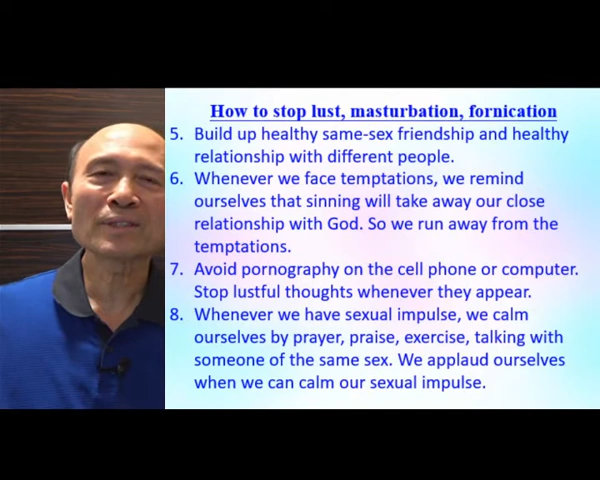 How to stop lust, masturbation, fornication
5. Build up healthy same-sex friendship and healthy
relationship with different people.
6. Whenever we face temptations, we remind
ourselves that sinning will take away our close
relationship with God. So we run away from the
temptations.
7. Avoid pornography on the cell phone or computer.
Stop lustful thoughts whenever they appear.
8. Whenever we have sexual impulse, we calm
ourselves by prayer, praise, exercise, talking with
someone of the same sex. We applaud ourselves
when we can calm our sexual impulse.